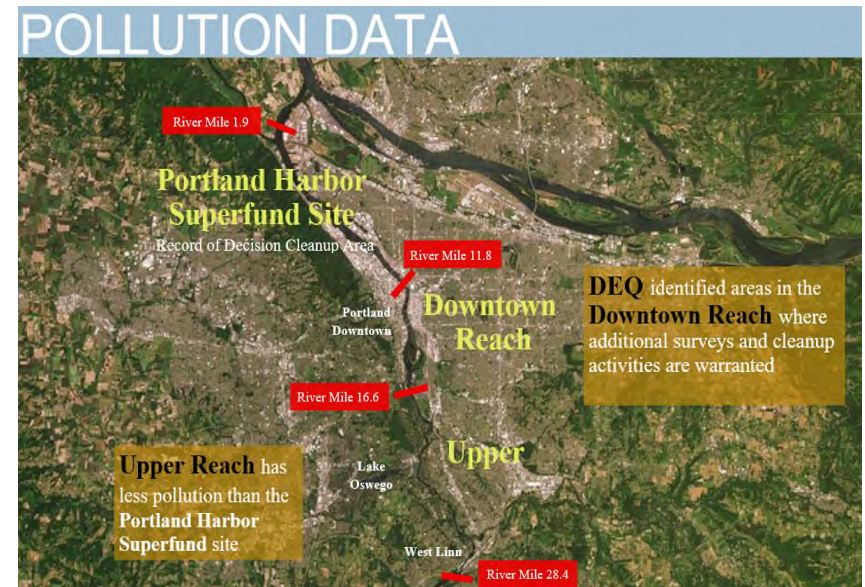 POLLUTION DATA
River Mile 1.9
Portland Harbor
Superfund Site
Record of Decision Cleanup Area
River Mile 11.8
Portland
Downtown
Downtown
Reach
DEQ identified areas in the
Downtown Reach where
additional surveys and cleanup
activities are warranted
River Mile 16.6
Upper
Upper Reach has
less pollution than the
Portland Harbor
Superfund site
Lake
Oswego
West Linn
River Mile 28.4